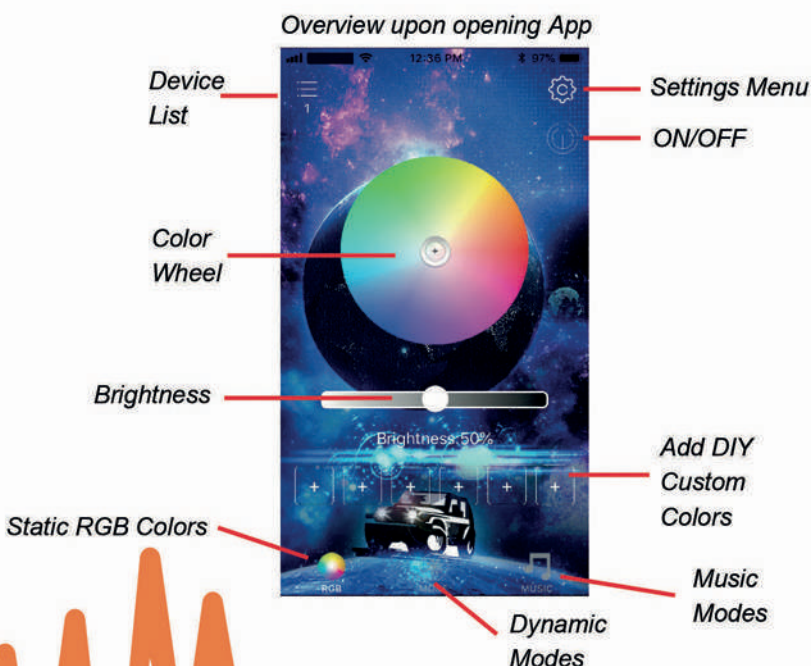 Overview upon opening App
12:36 PM
97%
Device
List
1
Settings Menu
ON/OFF
Color
Wheel
Brightness
Brightness:50%
Add DIY
Custom
Colors
Static RGB Colors
RGB
MUSIC
Music
Modes
Dynamic
Modes